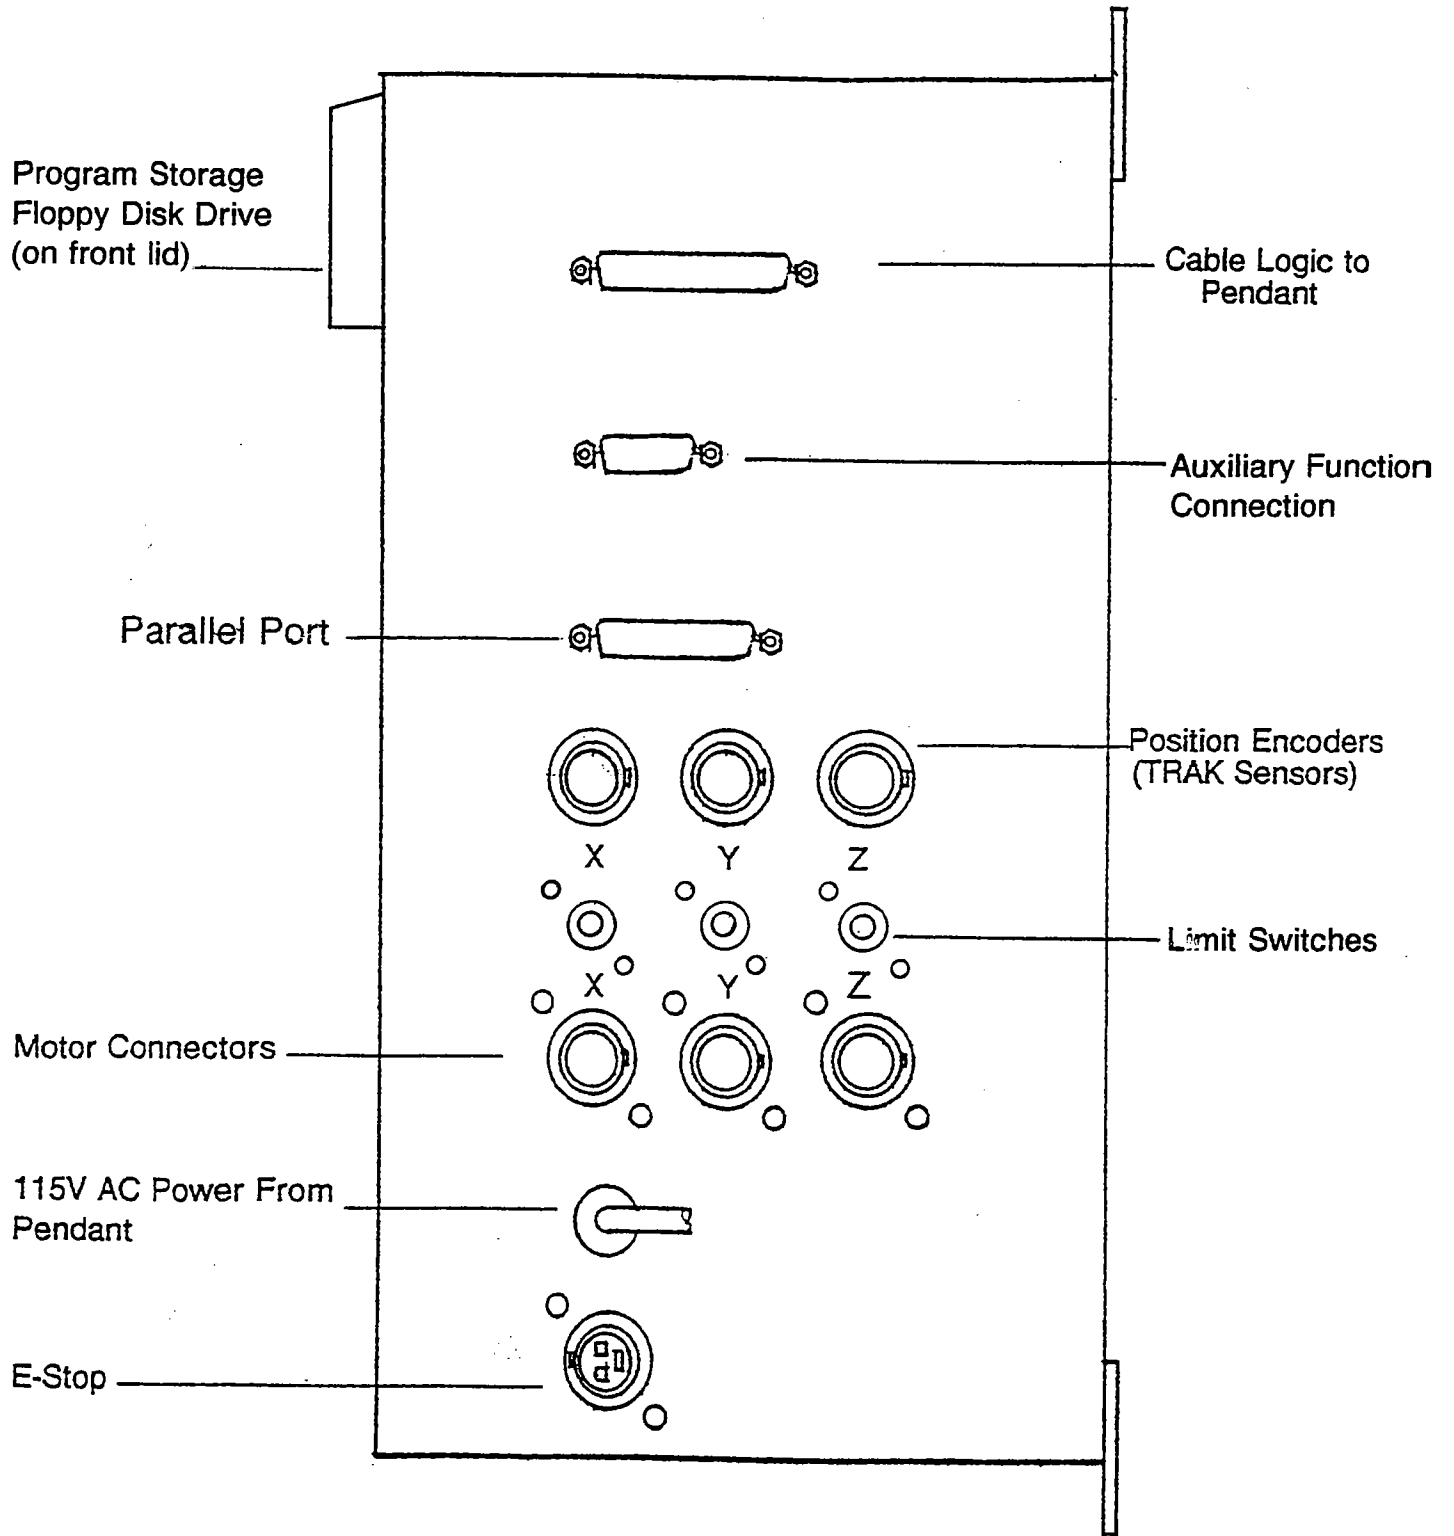 Program Storage
Floppy Disk Drive
(on front lid)
Cable Logic to
Pendant
Auxiliary Function
Connection
Parallel Port
Position Encoders
(TRAK Sensors)
X Y Z
Limit Switches
X Y Z
Motor Connectors
115V AC Power From
Pendant
E-Stop